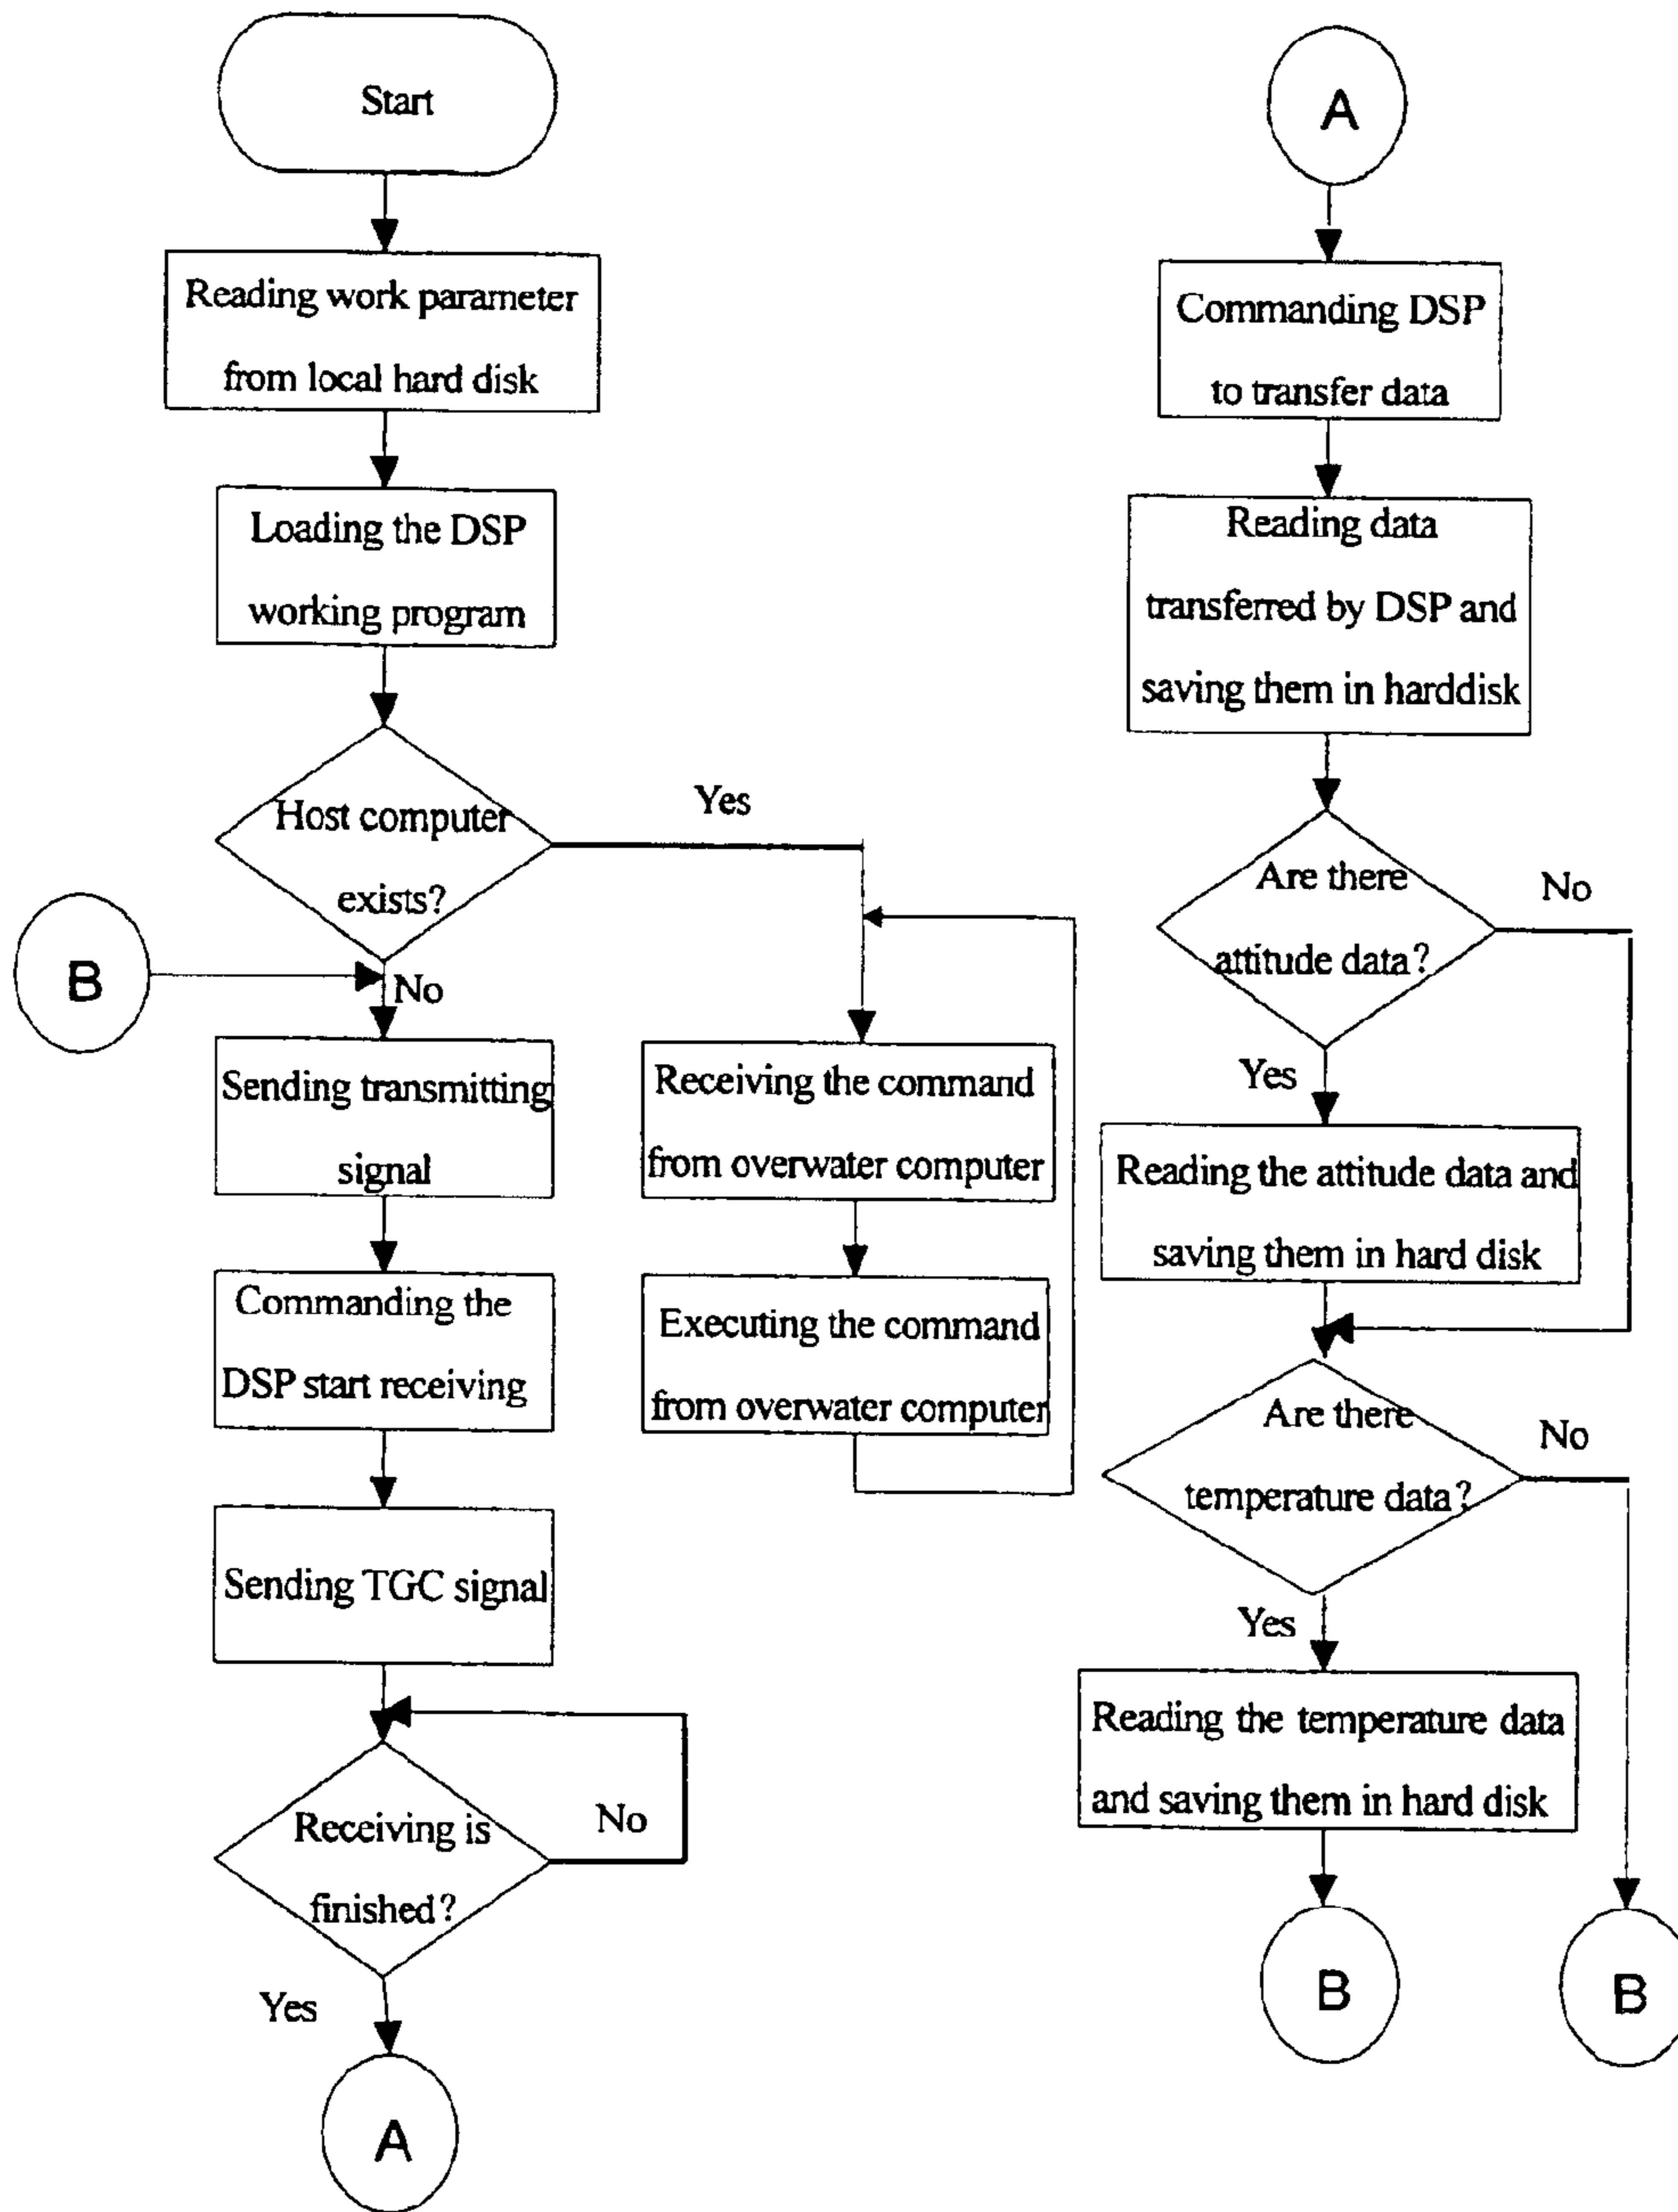 Start
Reading work parameter
from local hard disk
Loading the DSP
working program
Host computer
exists?
Yes
B
No
Sending transmitting
signal
Commanding the
DSP start receiving
Sending TGC signal
Receiving is
finished?
No
Yes
A
Receiving the command
from overwater computer
Executing the command
from overwater computer
A
Commanding DSP
to transfer data
Reading data
transferred by DSP and
saving them in harddisk
Are there
attitude data?
No
Yes
Reading the attitude data and
saving them in hard disk
Are there
temperature data?
No
Yes
Reading the temperature data
and saving them in hard disk
B
B